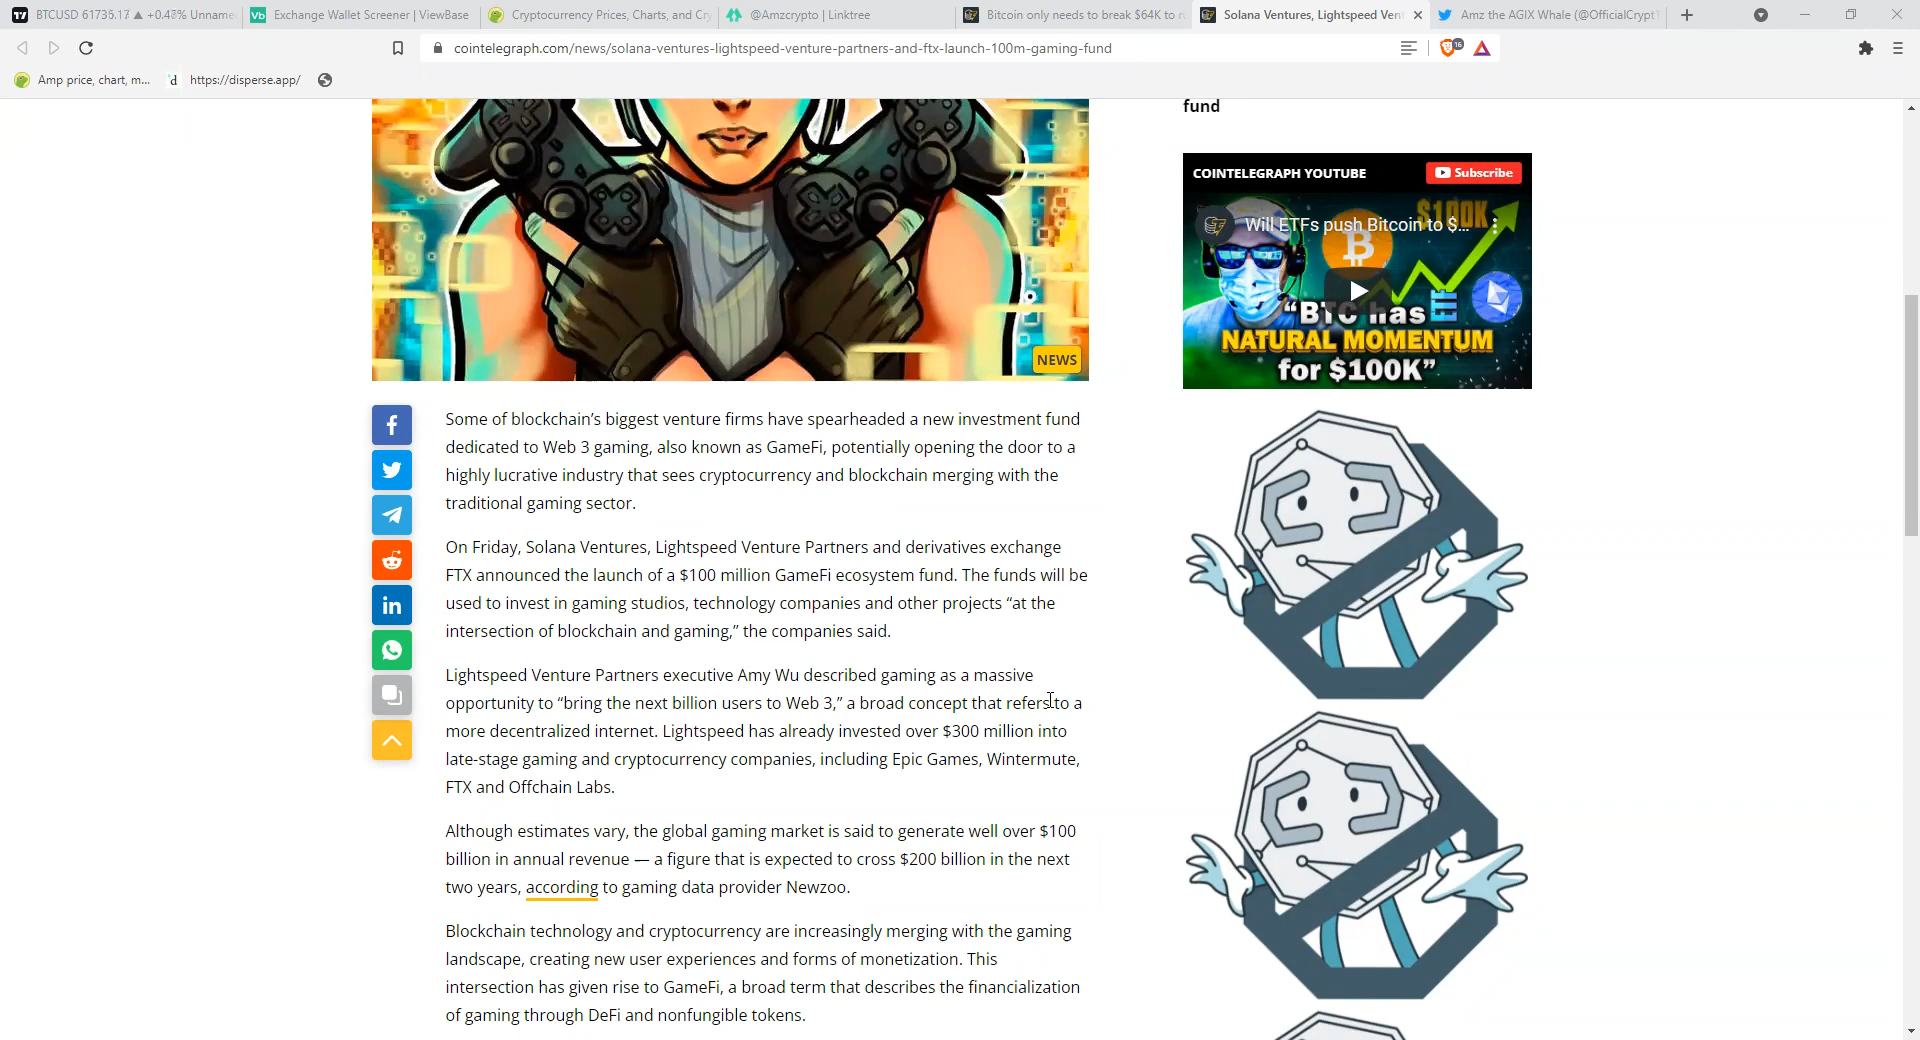 BTCUSD 61736.17 ▲ +0.4 % Unname
Exchange Wallet Screener | ViewBase
Cryptocurrency Prices, Charts, and Cry
@Amzcrypto | Linktree
Bitcoin only needs to break $64K to ru
Solana Ventures, Lightspeed Ven
Amz the AGIX Whale (@OfficialCrypt
cointelegraph.com/news/solana-ventures-lightspeed-venture-partners-and-ftx-launch-100m-gaming-fund
16
Amp price, chart, m...
d https://disperse.app/
fund
COINTELEGRAPH YOUTUBE
Subscribe
$100K
Will ETFs push Bitcoin to $...
"BTC has ETF
NATURAL MOMENTUM
for $100K"
NEWS
Some of blockchain’s biggest venture firms have spearheaded a new investment fund
dedicated to Web 3 gaming, also known as GameFi, potentially opening the door to a
highly lucrative industry that sees cryptocurrency and blockchain merging with the
traditional gaming sector.
On Friday, Solana Ventures, Lightspeed Venture Partners and derivatives exchange
FTX announced the launch of a $100 million GameFi ecosystem fund. The funds will be
used to invest in gaming studios, technology companies and other projects “at the
intersection of blockchain and gaming,” the companies said.
Lightspeed Venture Partners executive Amy Wu described gaming as a massive
opportunity to “bring the next billion users to Web 3,” a broad concept that refers to a
more decentralized internet. Lightspeed has already invested over $300 million into
late-stage gaming and cryptocurrency companies, including Epic Games, Wintermute,
FTX and Offchain Labs.
Although estimates vary, the global gaming market is said to generate well over $100
billion in annual revenue — a figure that is expected to cross $200 billion in the next
two years, according to gaming data provider Newzoo.
Blockchain technology and cryptocurrency are increasingly merging with the gaming
landscape, creating new user experiences and forms of monetization. This
intersection has given rise to GameFi, a broad term that describes the financialization
of gaming through DeFi and nonfungible tokens.